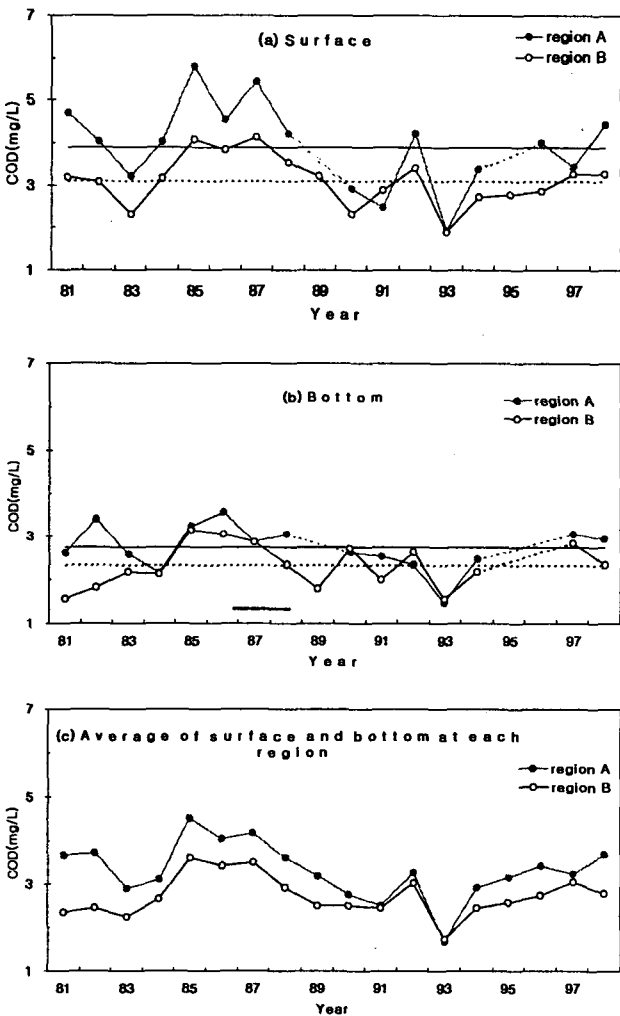 7
(a) Surface
region A
region B
5
COD(mg/L)
3
1
81 83 85 87 89 91 93 95 97
Year
7
(b) Bottom
region A
region B
5
COD(mg/L)
3
1
81 83 85 87 89 91 93 95 97
Year
7
(c) Average of surface and bottom at each
region
region A
region B
5
COD(mg/L)
3
1
81 83 85 87 89 91 93 95 97
Year